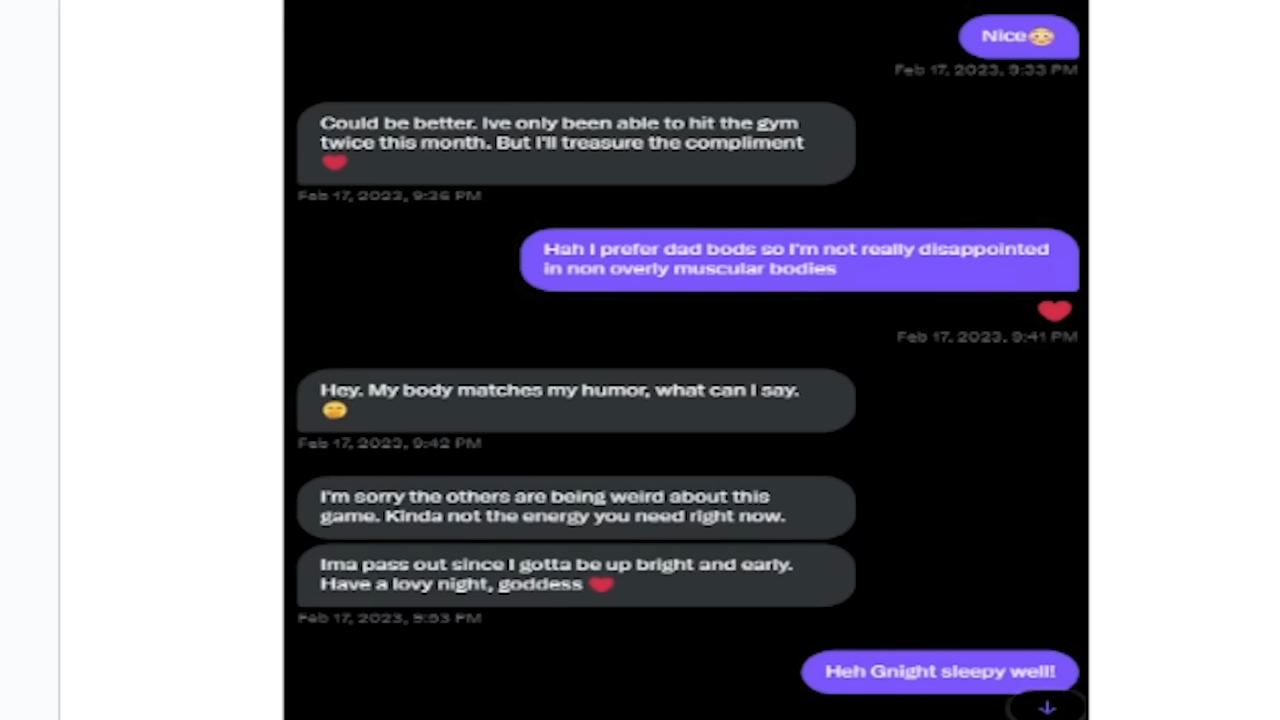 Nice😳
Feb 17, 2023, 9:33 PM
Could be better. Ive only been able to hit the gym
twice this month. But I'll treasure the compliment
❤️
Feb 17, 2023, 9:36 PM
Hah I prefer dad bods so I'm not really disappointed
in non overly muscular bodies
❤️
Feb 17, 2023, 9:41 PM
Hey. My body matches my humor, what can I say.
🤭
Feb 17, 2023, 9:42 PM
I'm sorry the others are being weird about this
game. Kinda not the energy you need right now.
Ima pass out since I gotta be up bright and early.
Have a lovy night, goddess ❤️
Feb 17, 2023, 9:53 PM
Heh Gnight sleepy well!